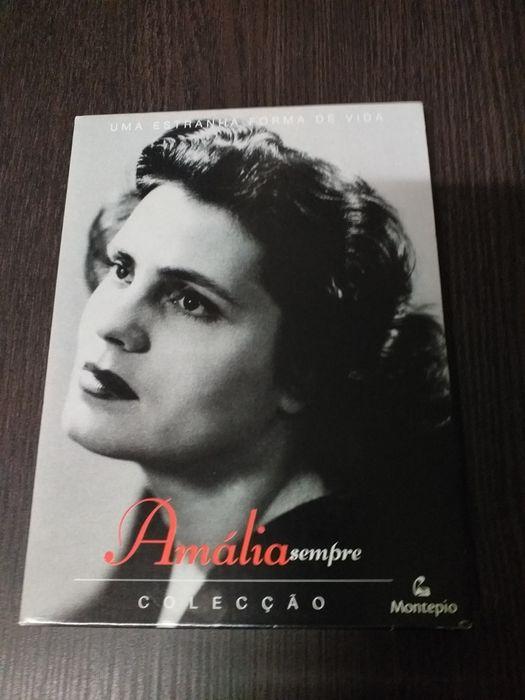 UMA ESTRANHA FORMA DE VIDA
Amália sempre
COLECÇÃO
Montepio